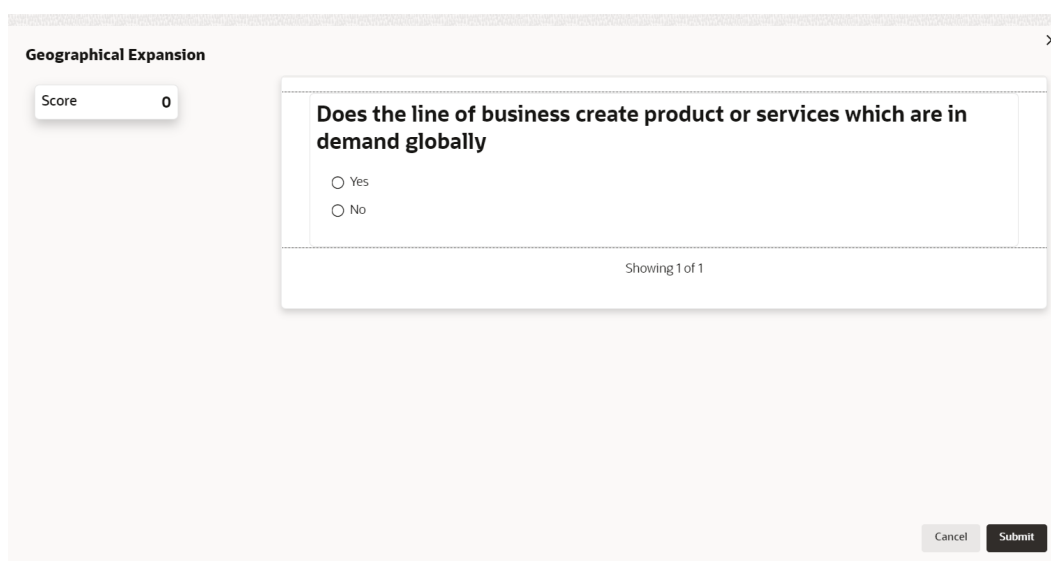 Geographical Expansion
Score 0
Does the line of business create product or services which are in
demand globally
Yes
No
Showing 1 of 1
Cancel Submit